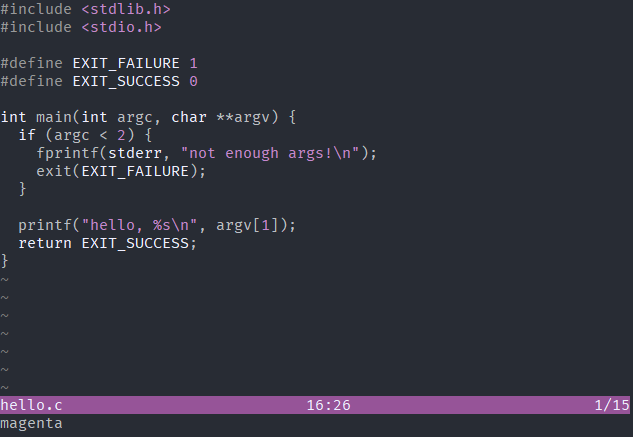 #include <stdlib.h>
#include <stdio.h>
#define EXIT_FAILURE 1
#define EXIT_SUCCESS 0
int main(int argc, char **argv) {
  if (argc < 2) {
    fprintf(stderr, "not enough args!\n");
    exit(EXIT_FAILURE);
  }
  printf("hello, %s\n", argv[1]);
  return EXIT_SUCCESS;
}
~
~
~
~
~
~
~
hello.c 16:26 1/15
magenta